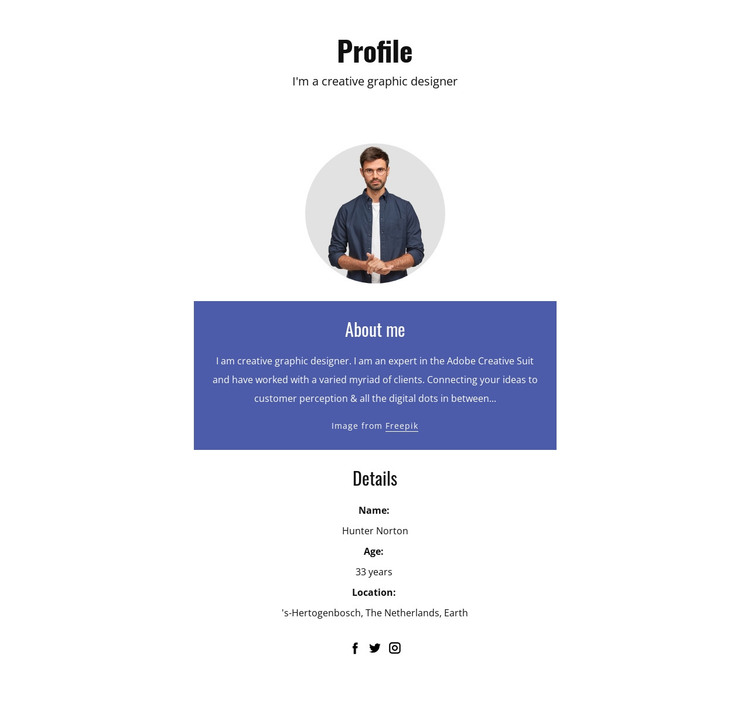 Profile
I'm a creative graphic designer
About me
I am creative graphic designer. I am an expert in the Adobe Creative Suit
and have worked with a varied myriad of clients. Connecting your ideas to
customer perception & all the digital dots in between...
Image from Freepik
Details
Name:
Hunter Norton
Age:
33 years
Location:
's-Hertogenbosch, The Netherlands, Earth